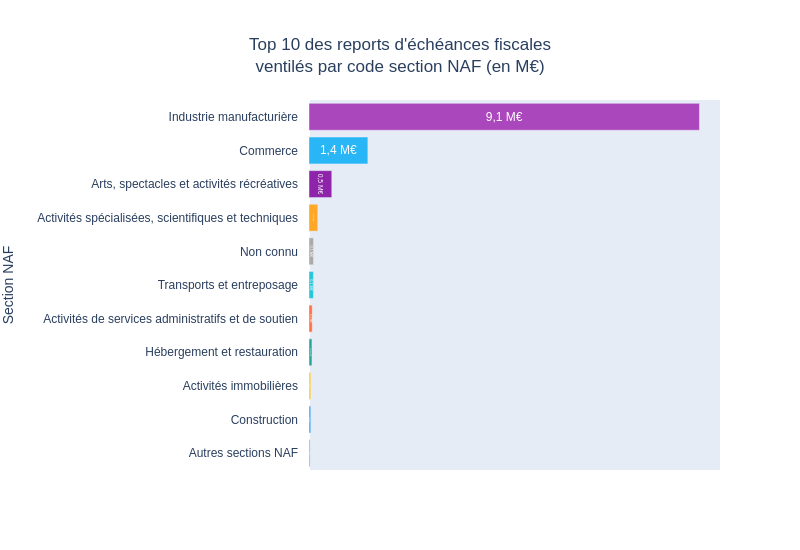 Top 10 des reports d'échéances fiscales
ventilés par code section NAF (en M€)
Section NAF
Industrie manufacturière
9,1 M€
Commerce
1,4 M€
Arts, spectacles et activités récréatives
0,5 M€
Activités spécialisées, scientifiques et techniques
Non connu
Transports et entreposage
Activités de services administratifs et de soutien
Hébergement et restauration
Activités immobilières
Construction
Autres sections NAF